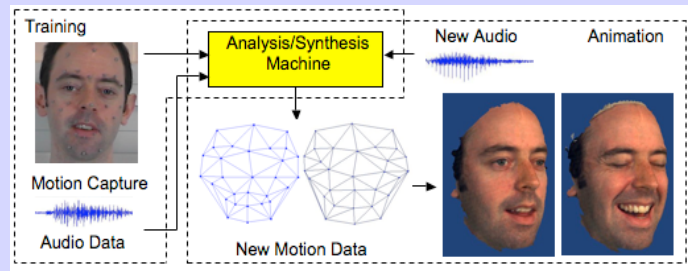 Training
Motion Capture
Audio Data
Analysis/Synthesis
Machine
New Audio
Animation
New Motion Data